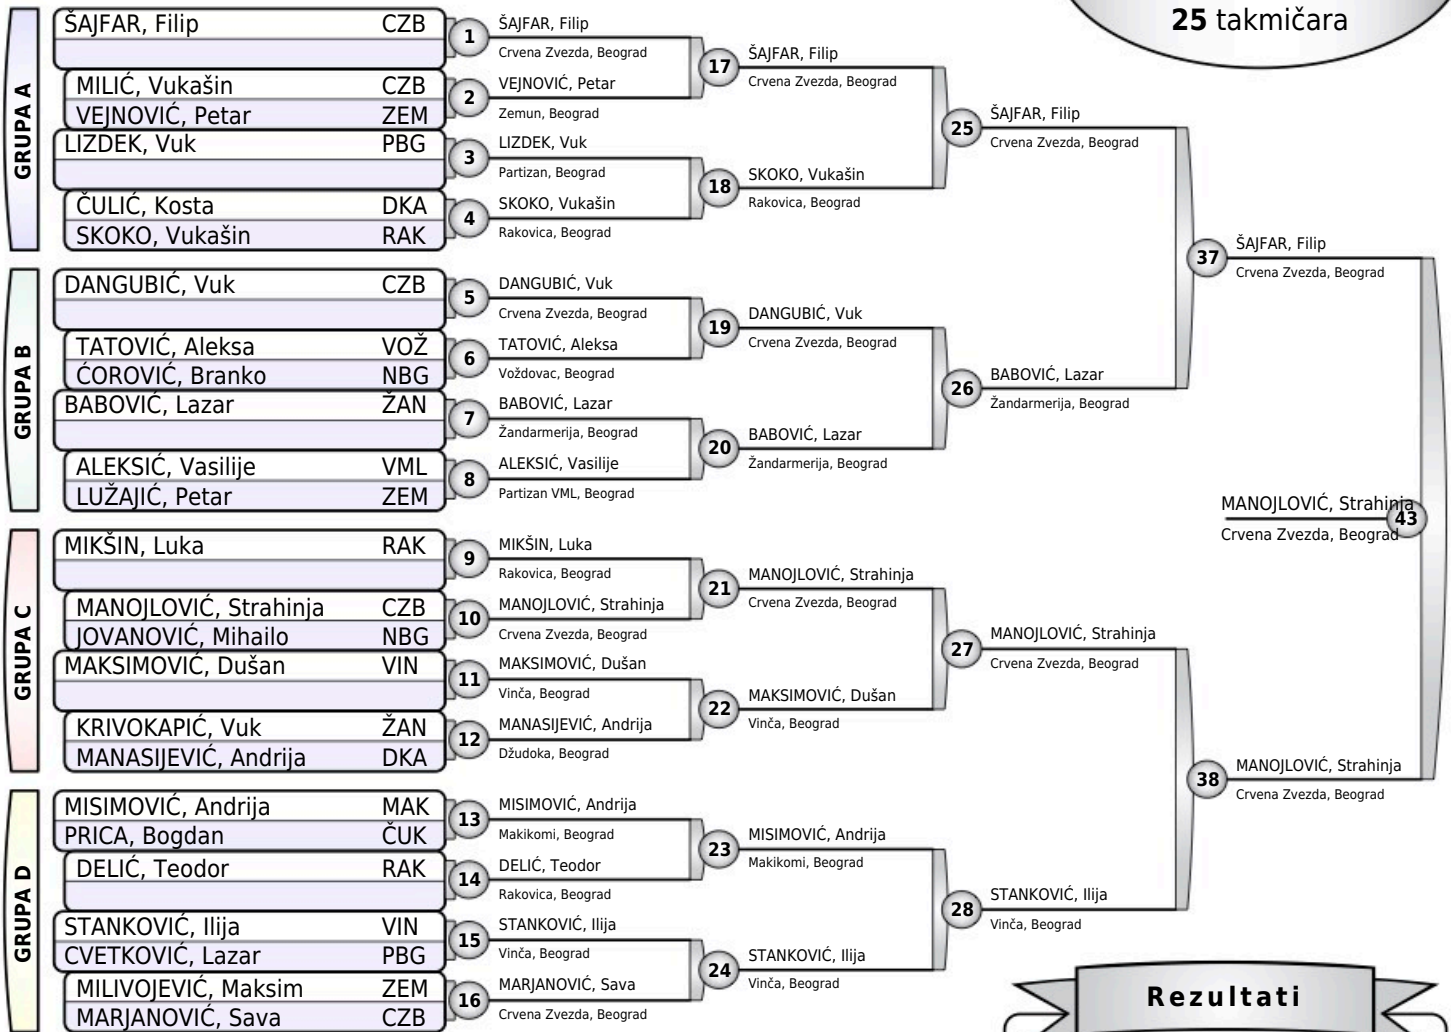 25 takmičara
GRUPA A
ŠAJFAR, Filip CZB
MILIĆ, Vukašin CZB
VEJNOVIĆ, Petar ZEM
LIZDEK, Vuk PBG
ČULIĆ, Kosta DKA
SKOKO, Vukašin RAK
GRUPA B
DANGUBIĆ, Vuk CZB
TATOVIĆ, Aleksa VOŽ
ĆOROVIĆ, Branko NBG
BABOVIĆ, Lazar ŽAN
ALEKSIĆ, Vasilije VML
LUŽAJIĆ, Petar ZEM
GRUPA C
MIKŠIN, Luka RAK
MANOJLOVIĆ, Strahinja CZB
JOVANOVIĆ, Mihailo NBG
MAKSIMOVIĆ, Dušan VIN
KRIVOKAPIĆ, Vuk ŽAN
MANASIJEVIĆ, Andrija DKA
GRUPA D
MISIMOVIĆ, Andrija MAK
PRICA, Bogdan ČUK
DELIĆ, Teodor RAK
STANKOVIĆ, Ilija VIN
CVETKOVIĆ, Lazar PBG
MILIVOJEVIĆ, Maksim ZEM
MARJANOVIĆ, Sava CZB
1 ŠAJFAR, Filip
Crvena Zvezda, Beograd
2 VEJNOVIĆ, Petar
Zemun, Beograd
3 LIZDEK, Vuk
Partizan, Beograd
4 SKOKO, Vukašin
Rakovica, Beograd
5 DANGUBIĆ, Vuk
Crvena Zvezda, Beograd
6 TATOVIĆ, Aleksa
Voždovac, Beograd
7 BABOVIĆ, Lazar
Žandarmerija, Beograd
8 ALEKSIĆ, Vasilije
Partizan VML, Beograd
9 MIKŠIN, Luka
Rakovica, Beograd
10 MANOJLOVIĆ, Strahinja
Crvena Zvezda, Beograd
11 MAKSIMOVIĆ, Dušan
Vinča, Beograd
12 MANASIJEVIĆ, Andrija
Džudoka, Beograd
13 MISIMOVIĆ, Andrija
Makikomi, Beograd
14 DELIĆ, Teodor
Rakovica, Beograd
15 STANKOVIĆ, Ilija
Vinča, Beograd
16 MARJANOVIĆ, Sava
Crvena Zvezda, Beograd
17 ŠAJFAR, Filip
Crvena Zvezda, Beograd
18 SKOKO, Vukašin
Rakovica, Beograd
19 DANGUBIĆ, Vuk
Crvena Zvezda, Beograd
20 BABOVIĆ, Lazar
Žandarmerija, Beograd
21 MANOJLOVIĆ, Strahinja
Crvena Zvezda, Beograd
22 MAKSIMOVIĆ, Dušan
Vinča, Beograd
23 MISIMOVIĆ, Andrija
Makikomi, Beograd
24 STANKOVIĆ, Ilija
Vinča, Beograd
25 ŠAJFAR, Filip
Crvena Zvezda, Beograd
26 BABOVIĆ, Lazar
Žandarmerija, Beograd
27 MANOJLOVIĆ, Strahinja
Crvena Zvezda, Beograd
28 STANKOVIĆ, Ilija
Vinča, Beograd
37 ŠAJFAR, Filip
Crvena Zvezda, Beograd
38 MANOJLOVIĆ, Strahinja
Crvena Zvezda, Beograd
MANOJLOVIĆ, Strahinja 43
Crvena Zvezda, Beograd
Rezultati